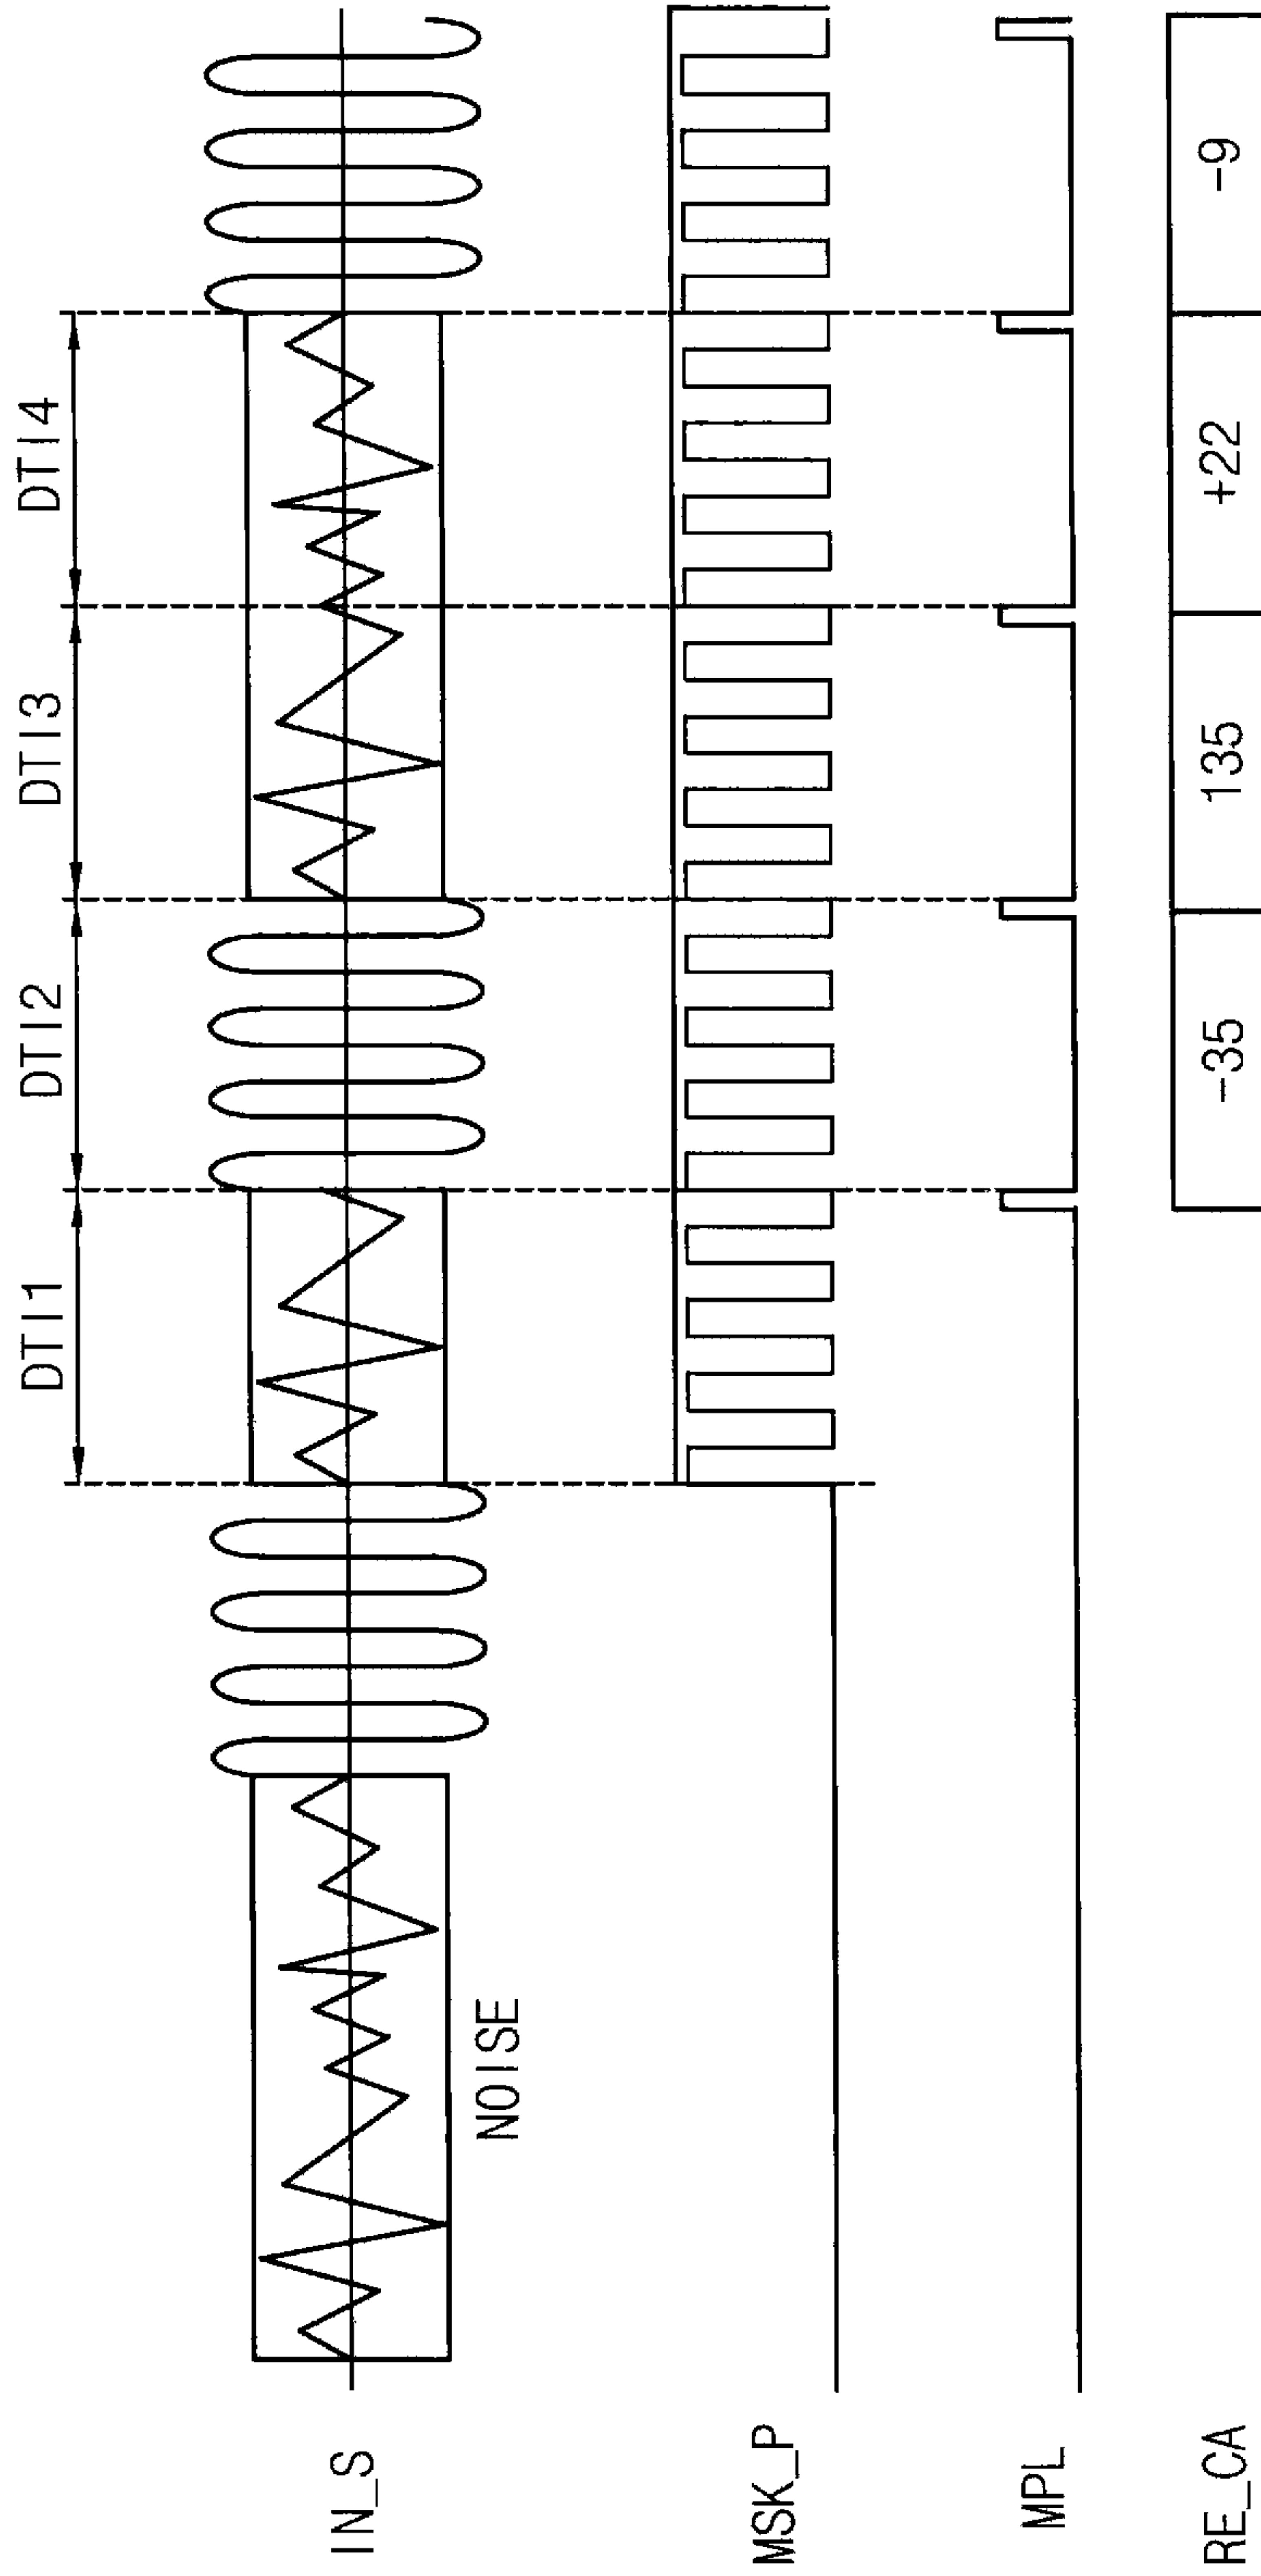 DTI1 DTI2 DTI3 DTI4
IN_S
NOISE
MSK_P
MPL
RE_CA -35 135 +22 -9